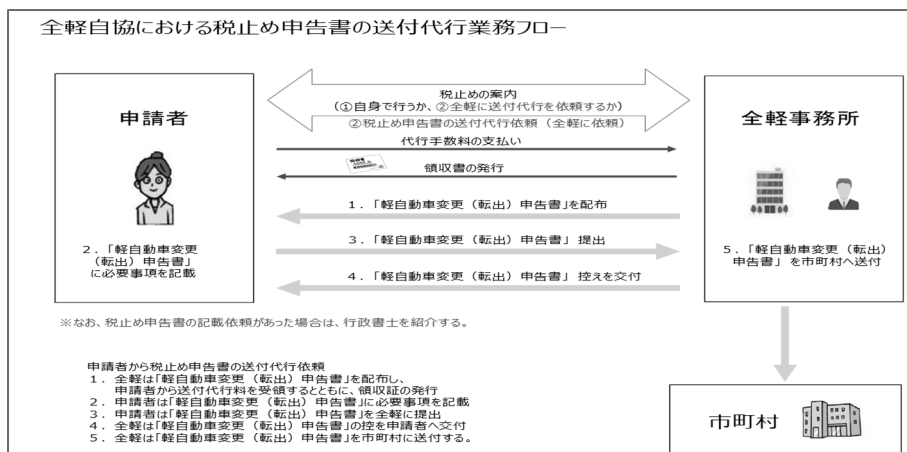 全軽自協における税止め申告書の送付代行業務フロー
申請者
2．「軽自動車変更
（転出）申告書」
に必要事項を記載
税止めの案内
（①自身で行うか、②全軽に送付代行を依頼するか）
②税止め申告書の送付代行依頼（全軽に依頼）
代行手数料の支払い
領収書の発行
1．「軽自動車変更（転出）申告書」を配布
3．「軽自動車変更（転出）申告書」提出
4．「軽自動車変更（転出）申告書」控えを交付
全軽事務所
5．「軽自動車変更（転出）
申告書」を市町村へ送付
※なお、税止め申告書の記載依頼があった場合は、行政書士を紹介する。
申請者から税止め申告書の送付代行依頼
1．全軽は「軽自動車変更（転出）申告書」を配布し、
申請者から送付代行料を受領するとともに、領収証の発行
2．申請者は「軽自動車変更（転出）申告書」に必要事項を記載
3．申請者は「軽自動車変更（転出）申告書」を全軽に提出
4．全軽は「軽自動車変更（転出）申告書」の控を申請者へ交付
5．全軽は「軽自動車変更（転出）申告書」を市町村に送付する。
市町村